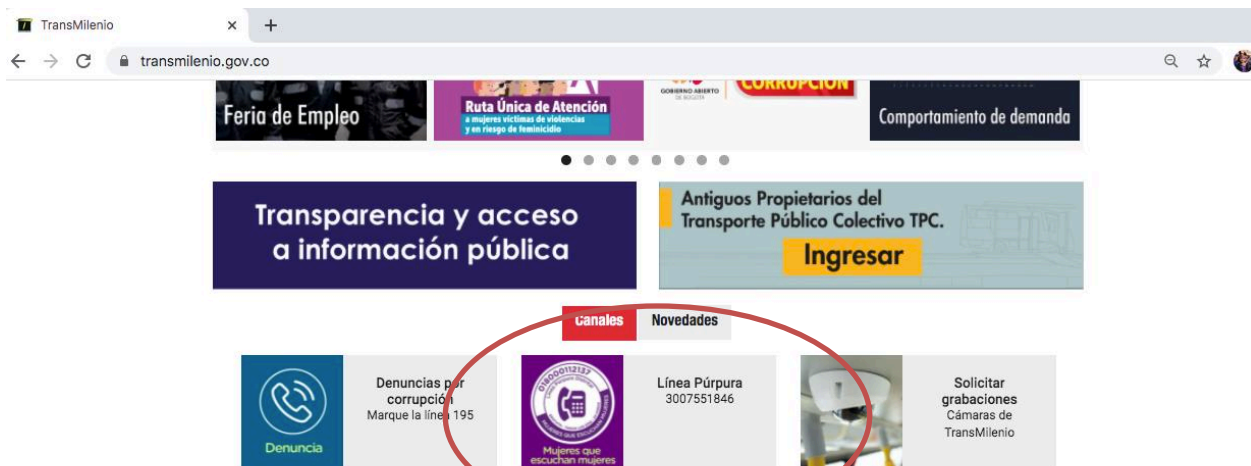 TransMilenio
transmilenio.gov.co
Feria de Empleo
Ruta Única de Atención
a mujeres víctimas de violencias
y en riesgo de feminicidio
GOBIERNO ABIERTO
DE BOGOTÁ
CORRUPCIÓN
Comportamiento de demanda
Transparencia y acceso
a información pública
Antiguos Propietarios del
Transporte Público Colectivo TPC.
Ingresar
Canales
Novedades
Denuncia
Denuncias por
corrupción
Marque la línea 195
018000112137
Mujeres que
escuchan mujeres
Línea Púrpura
3007551846
Solicitar
grabaciones
Cámaras de
TransMilenio